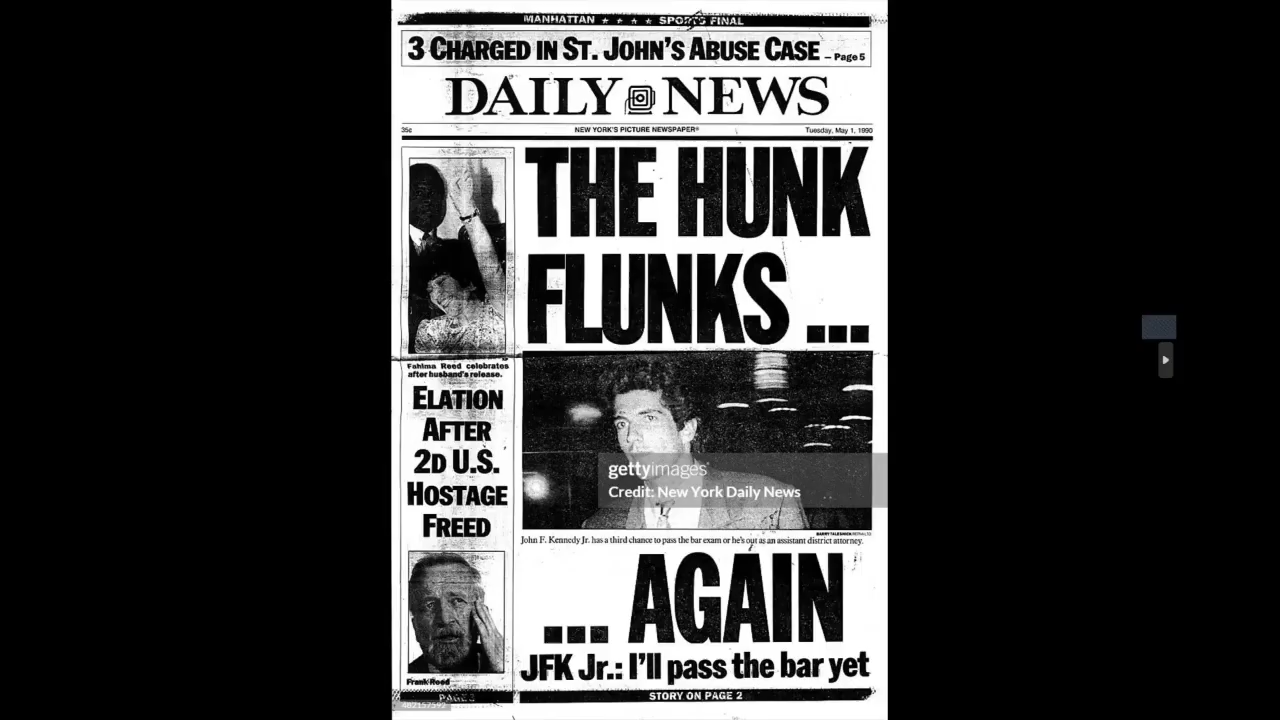 MANHATTAN ★ ★ ★ ★ SPORTS FINAL
3 CHARGED IN ST. JOHN'S ABUSE CASE – Page 5
DAILY NEWS
35¢ NEW YORK'S PICTURE NEWSPAPER® Tuesday, May 1, 1990
THE HUNK
FLUNKS ...
Fahima Reed celebrates
after husband's release.
ELATION
AFTER
2D U.S.
HOSTAGE
FREED
Frank Reed
PAGE
gettyimages®
Credit: New York Daily News
John F. Kennedy Jr. has a third chance to pass the bar exam or he's out as an assistant district attorney.
... AGAIN
JFK Jr.: I'll pass the bar yet
STORY ON PAGE 2